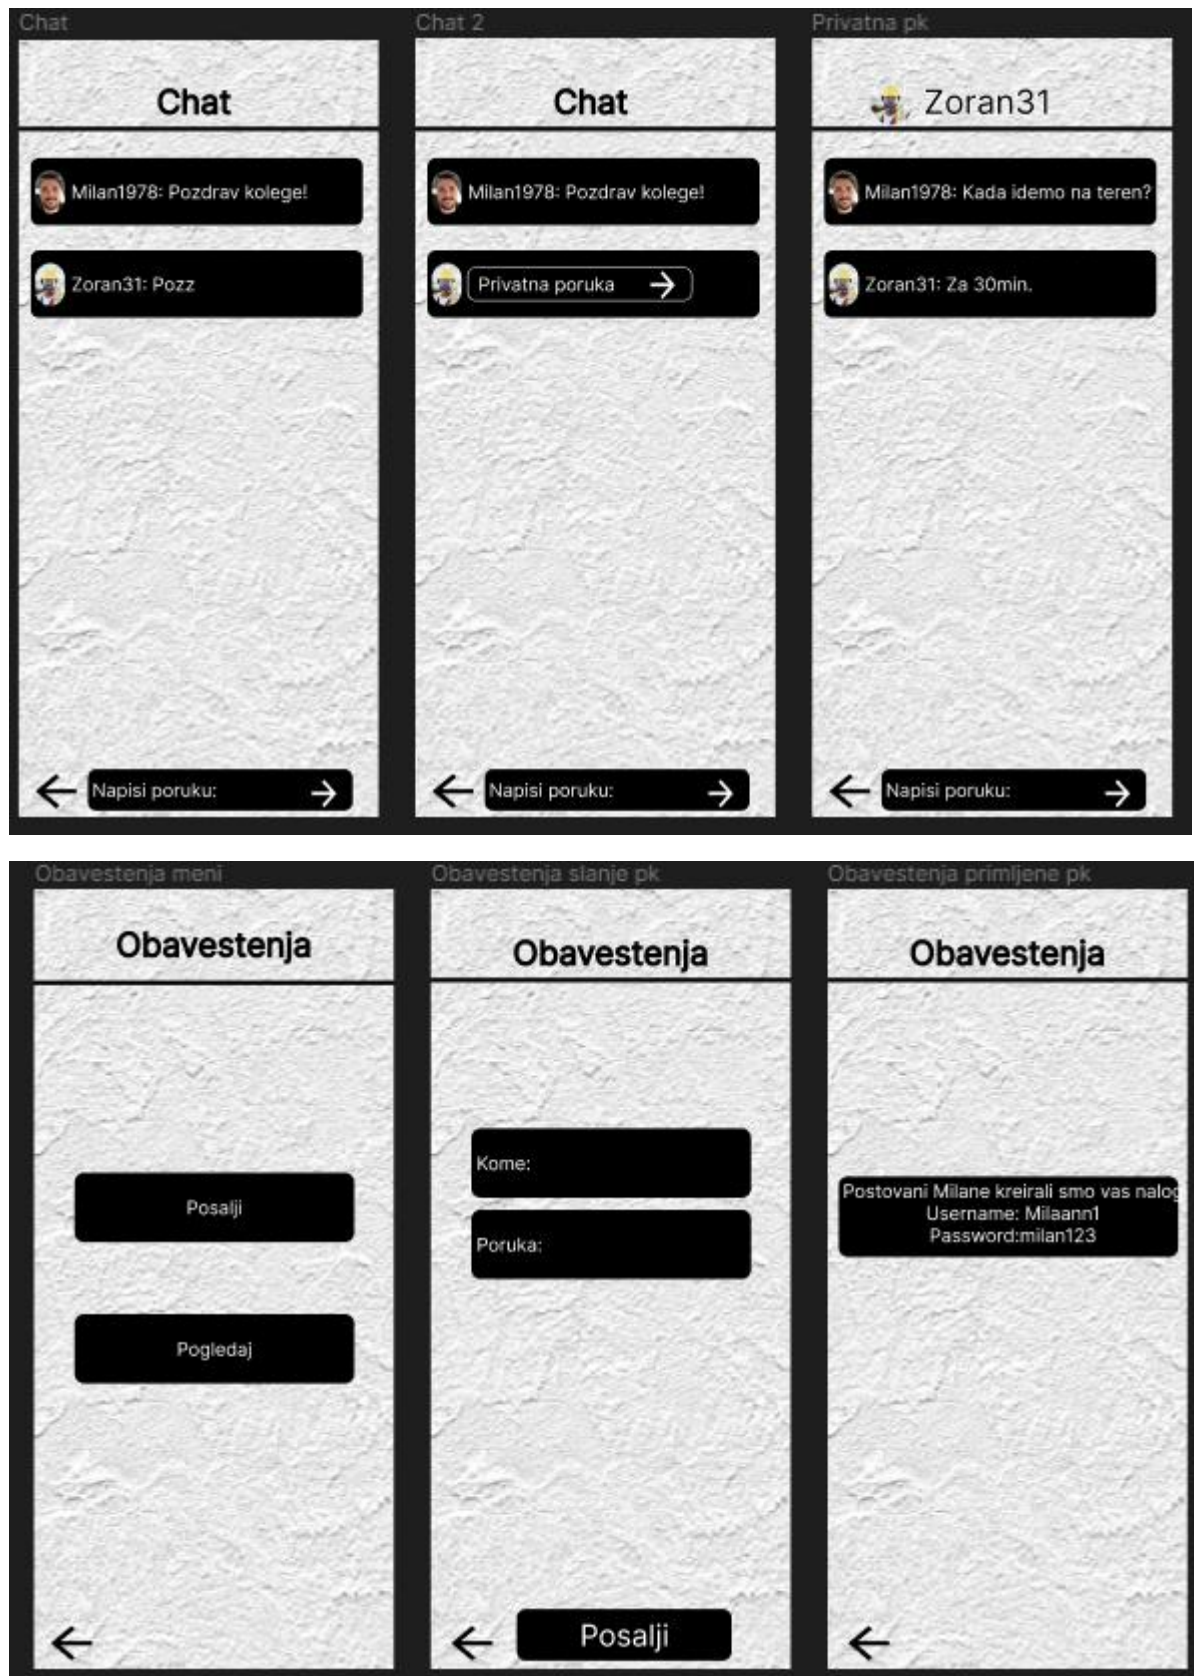 Chat
Chat 2
Privatna pk
Chat
Chat
Zoran31
Milan1978: Pozdrav kolege!
Milan1978: Pozdrav kolege!
Milan1978: Kada idemo na teren?
Zoran31: Pozz
Privatna poruka
Zoran31: Za 30min.
Napisi poruku:
Napisi poruku:
Napisi poruku:
Obavestenja meni
Obavestenja slanje pk
Obavestenja primljene pk
Obavestenja
Obavestenja
Obavestenja
Posalji
Pogledaj
Kome:
Poruka:
Posalji
Postovani Milane kreirali smo vas nalog
Username: Milaann1
Password:milan123